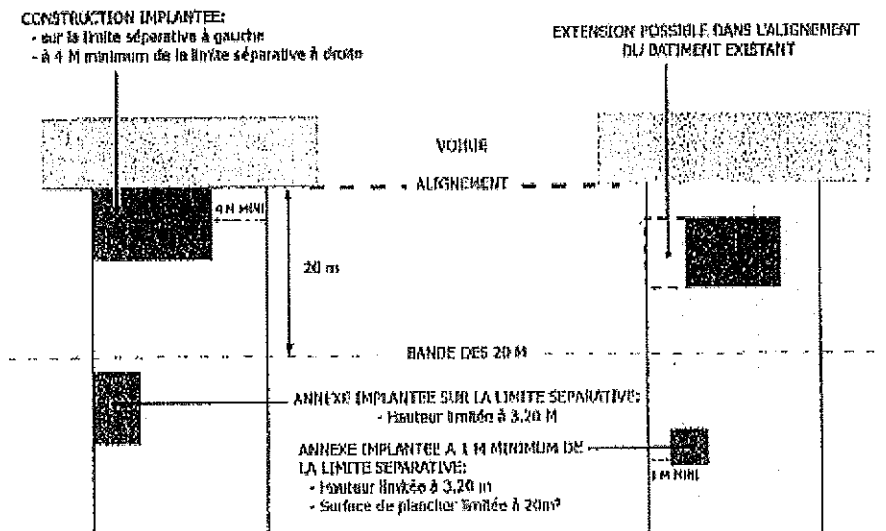 CONSTRUCTION IMPLANTEE:
- sur la limite séparative à gauche
- à 4 M minimum de la limite séparative à droite
EXTENSION POSSIBLE DANS L'ALIGNEMENT
DU BATIMENT EXISTANT
VOIRIE
ALIGNEMENT
4 M MINI
20 m
BANDE DES 20 M
ANNEXE IMPLANTEE SUR LA LIMITE SEPARATIVE:
- Hauteur limitée à 3,20 M
ANNEXE IMPLANTEE A 1 M MINIMUM DE
LA LIMITE SEPARATIVE:
- Hauteur limitée à 3,20 m
- Surface de plancher limitée à 20m²
1 M MINI